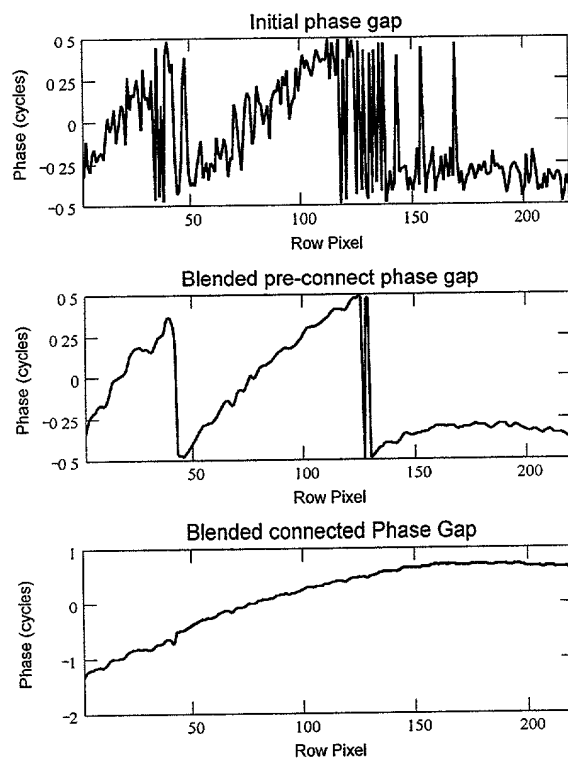 Initial phase gap
0 5
0 25
0
−0.25
−0 5
Phase (cycles)
50
100
150
200
Row Pixel
Blended pre-connect phase gap
0 5
0 25
0
−0.25
−0 5
Phase (cycles)
50
100
150
200
Row Pixel
Blended connected Phase Gap
1
0
−1
−2
Phase (cycles)
50
100
150
200
Row Pixel